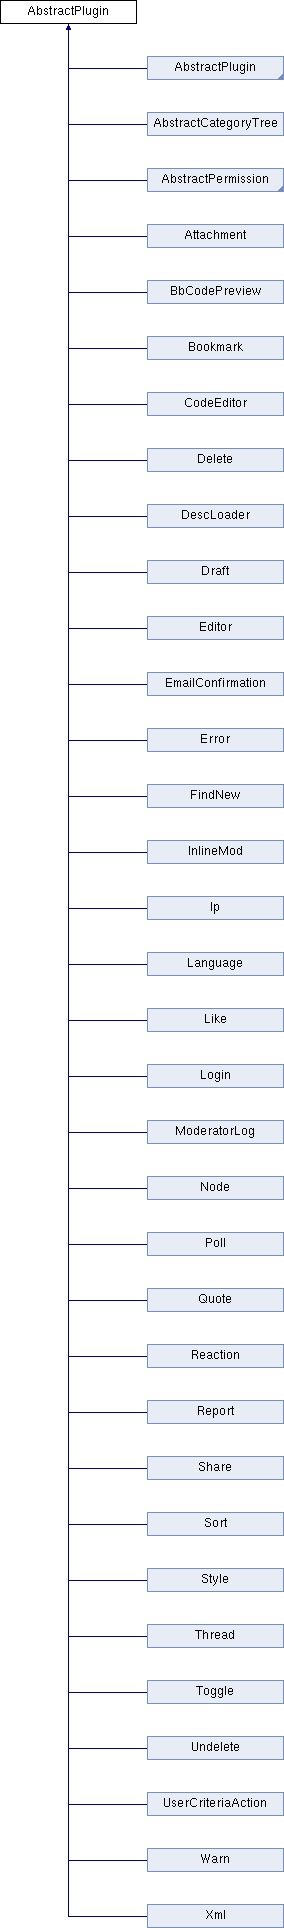 AbstractPlugin
AbstractPlugin
AbstractCategoryTree
AbstractPermission
Attachment
BbCodePreview
Bookmark
CodeEditor
Delete
DescLoader
Draft
Editor
EmailConfirmation
Error
FindNew
InlineMod
Ip
Language
Like
Login
ModeratorLog
Node
Poll
Quote
Reaction
Report
Share
Sort
Style
Thread
Toggle
Undelete
UserCriteriaAction
Warn
Xml